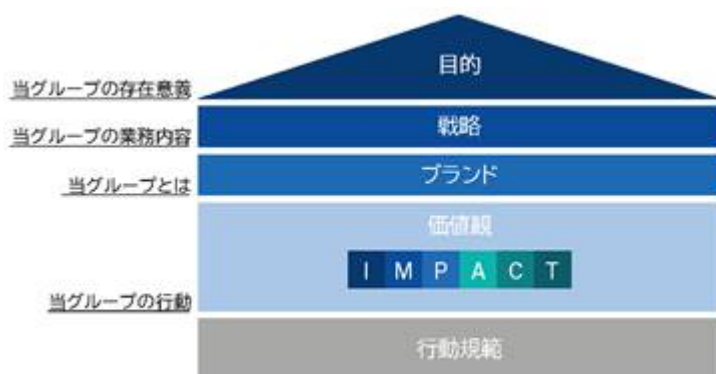 目的
当グループの存在意義
戦略
当グループの業務内容
ブランド
当グループとは
価値観
IMPACT
当グループの行動
行動規範